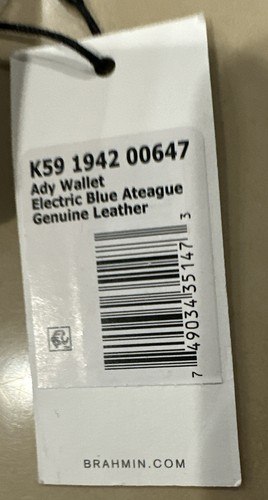 K59 1942 00647
Ady Wallet
Electric Blue Ateague
Genuine Leather
7 49034 35147 3
BRAHMIN.COM